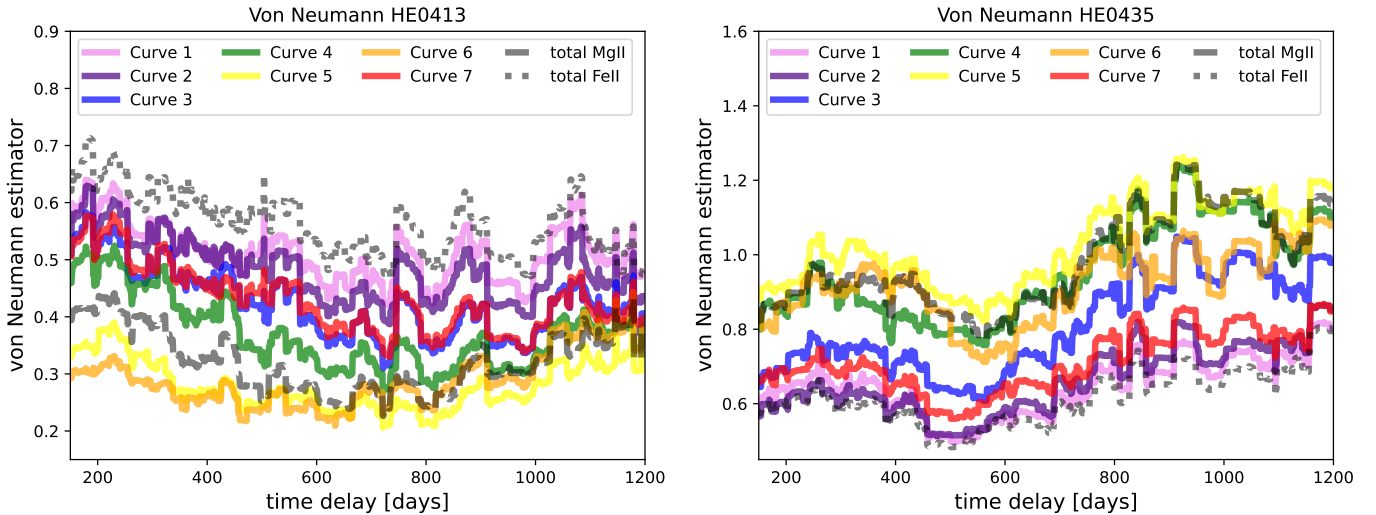 Von Neumann HE0413
0.9
0.8
0.7
0.6
0.5
0.4
0.3
0.2
von Neumann estimator
Curve 1
Curve 2
Curve 3
Curve 4
Curve 5
Curve 6
Curve 7
total MgII
total FeII
200
400
600
800
1000
1200
time delay [days]
Von Neumann HE0435
1.6
1.4
1.2
1.0
0.8
0.6
von Neumann estimator
Curve 1
Curve 2
Curve 3
Curve 4
Curve 5
Curve 6
Curve 7
total MgII
total FeII
200
400
600
800
1000
1200
time delay [days]